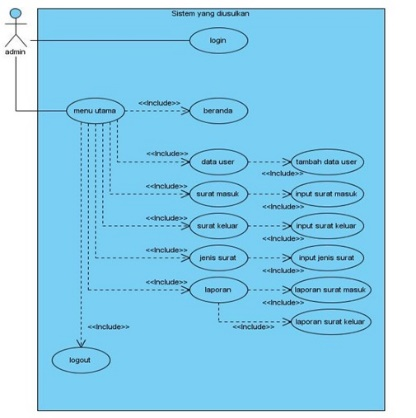 Sistem yang diusulkan
login
admin
menu utama
<<Include>>
beranda
<<Include>>
data user
tambah data user
<<Include>>
<<Include>>
surat masuk
input surat masuk
<<Include>>
<<Include>>
surat keluar
input surat keluar
<<Include>>
<<Include>>
jenis surat
input jenis surat
<<Include>>
<<Include>>
laporan
laporan surat masuk
<<Include>>
laporan surat keluar
<<Include>>
<<Include>>
logout